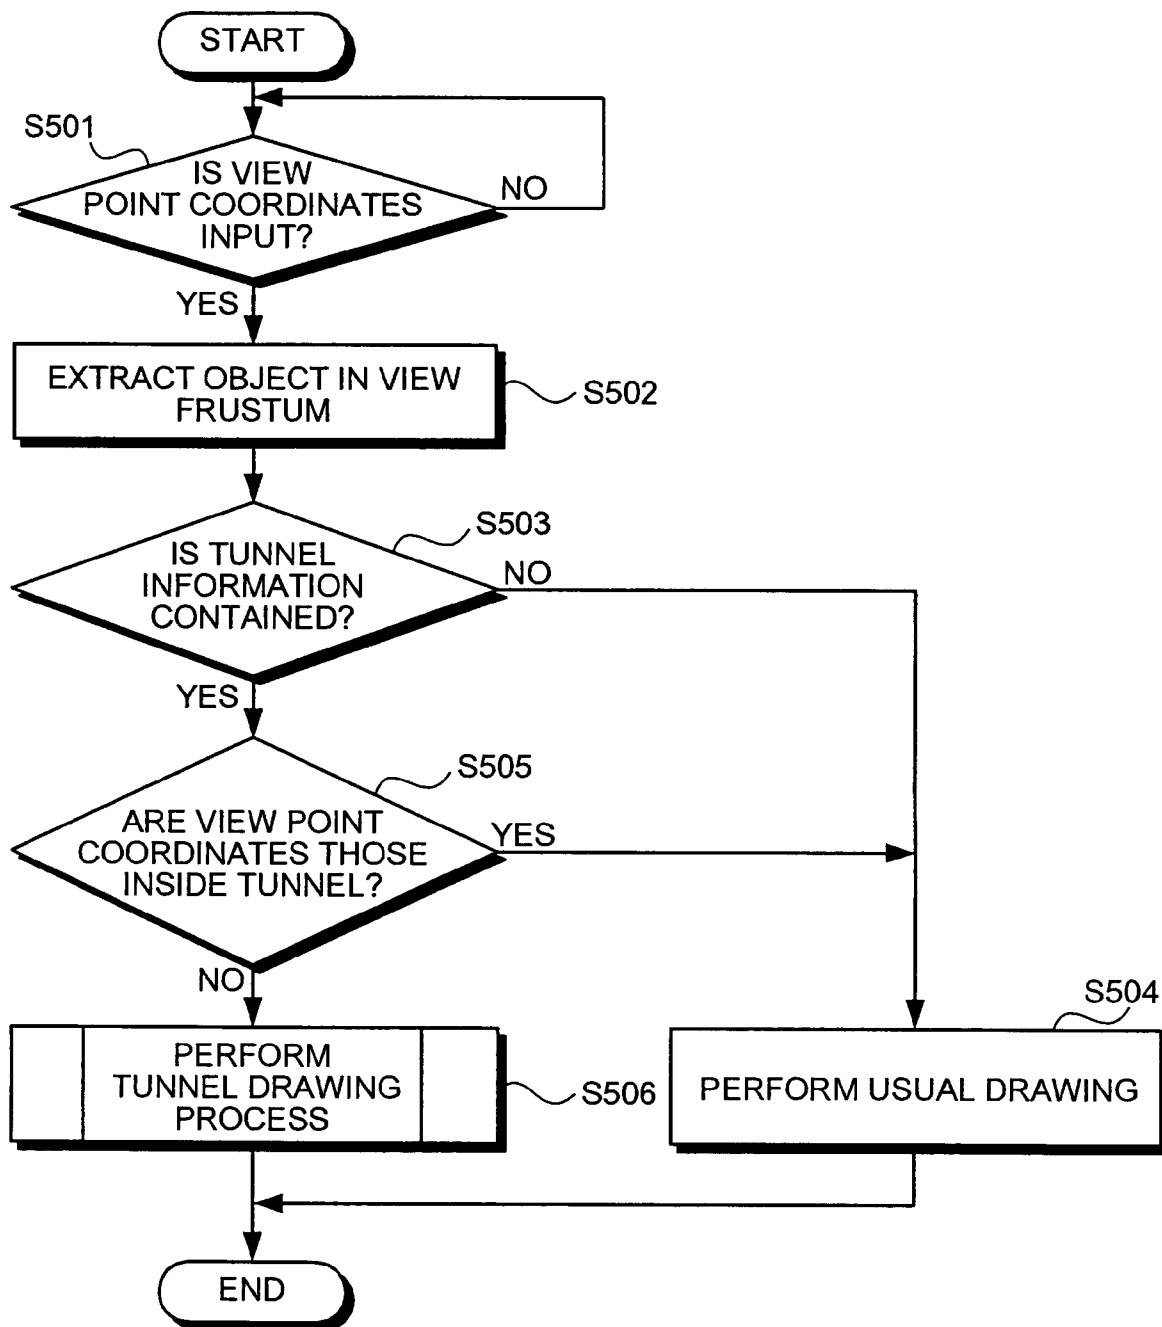 START
S501
IS VIEW
POINT COORDINATES
INPUT?
NO
YES
EXTRACT OBJECT IN VIEW
FRUSTUM
S502
S503
IS TUNNEL
INFORMATION
CONTAINED?
NO
YES
S505
ARE VIEW POINT
COORDINATES THOSE
INSIDE TUNNEL?
YES
NO
S504
PERFORM
TUNNEL DRAWING
PROCESS
S506
PERFORM USUAL DRAWING
END